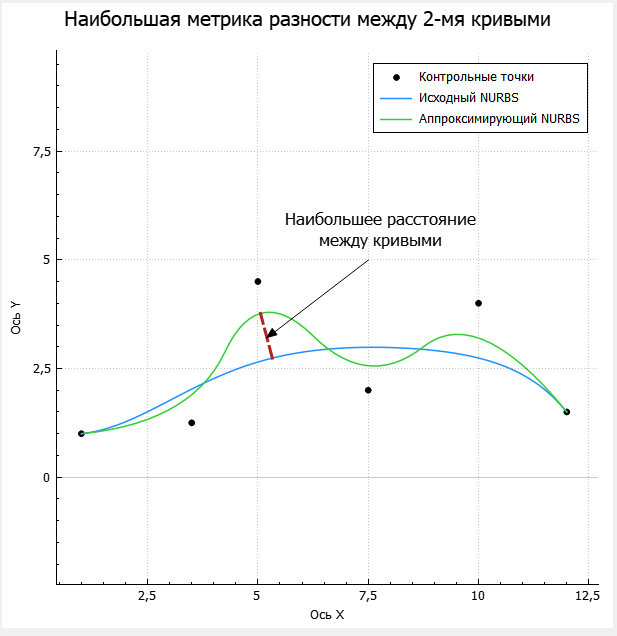 Наибольшая метрика разности между 2-мя кривыми
Контрольные точки
Исходный NURBS
Аппроксимирующий NURBS
7,5
Наибольшее расстояние
между кривыми
5
Ось Y
2,5
0
2,5
5
7,5
10
12,5
Ось X